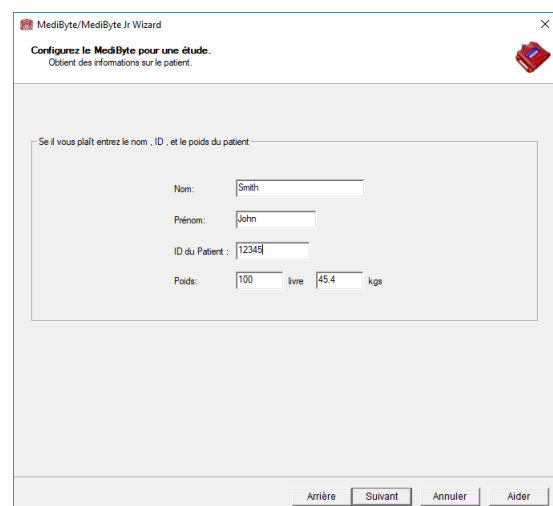 MediByte/MediByte Jr Wizard
Configurez le MediByte pour une étude.
Obtient des informations sur le patient.
Se il vous plaît entrez le nom , ID , et le poids du patient
Nom: Smith
Prénom: John
ID du Patient : 12345
Poids: 100 livre 45.4 kgs
Arrière Suivant Annuler Aider